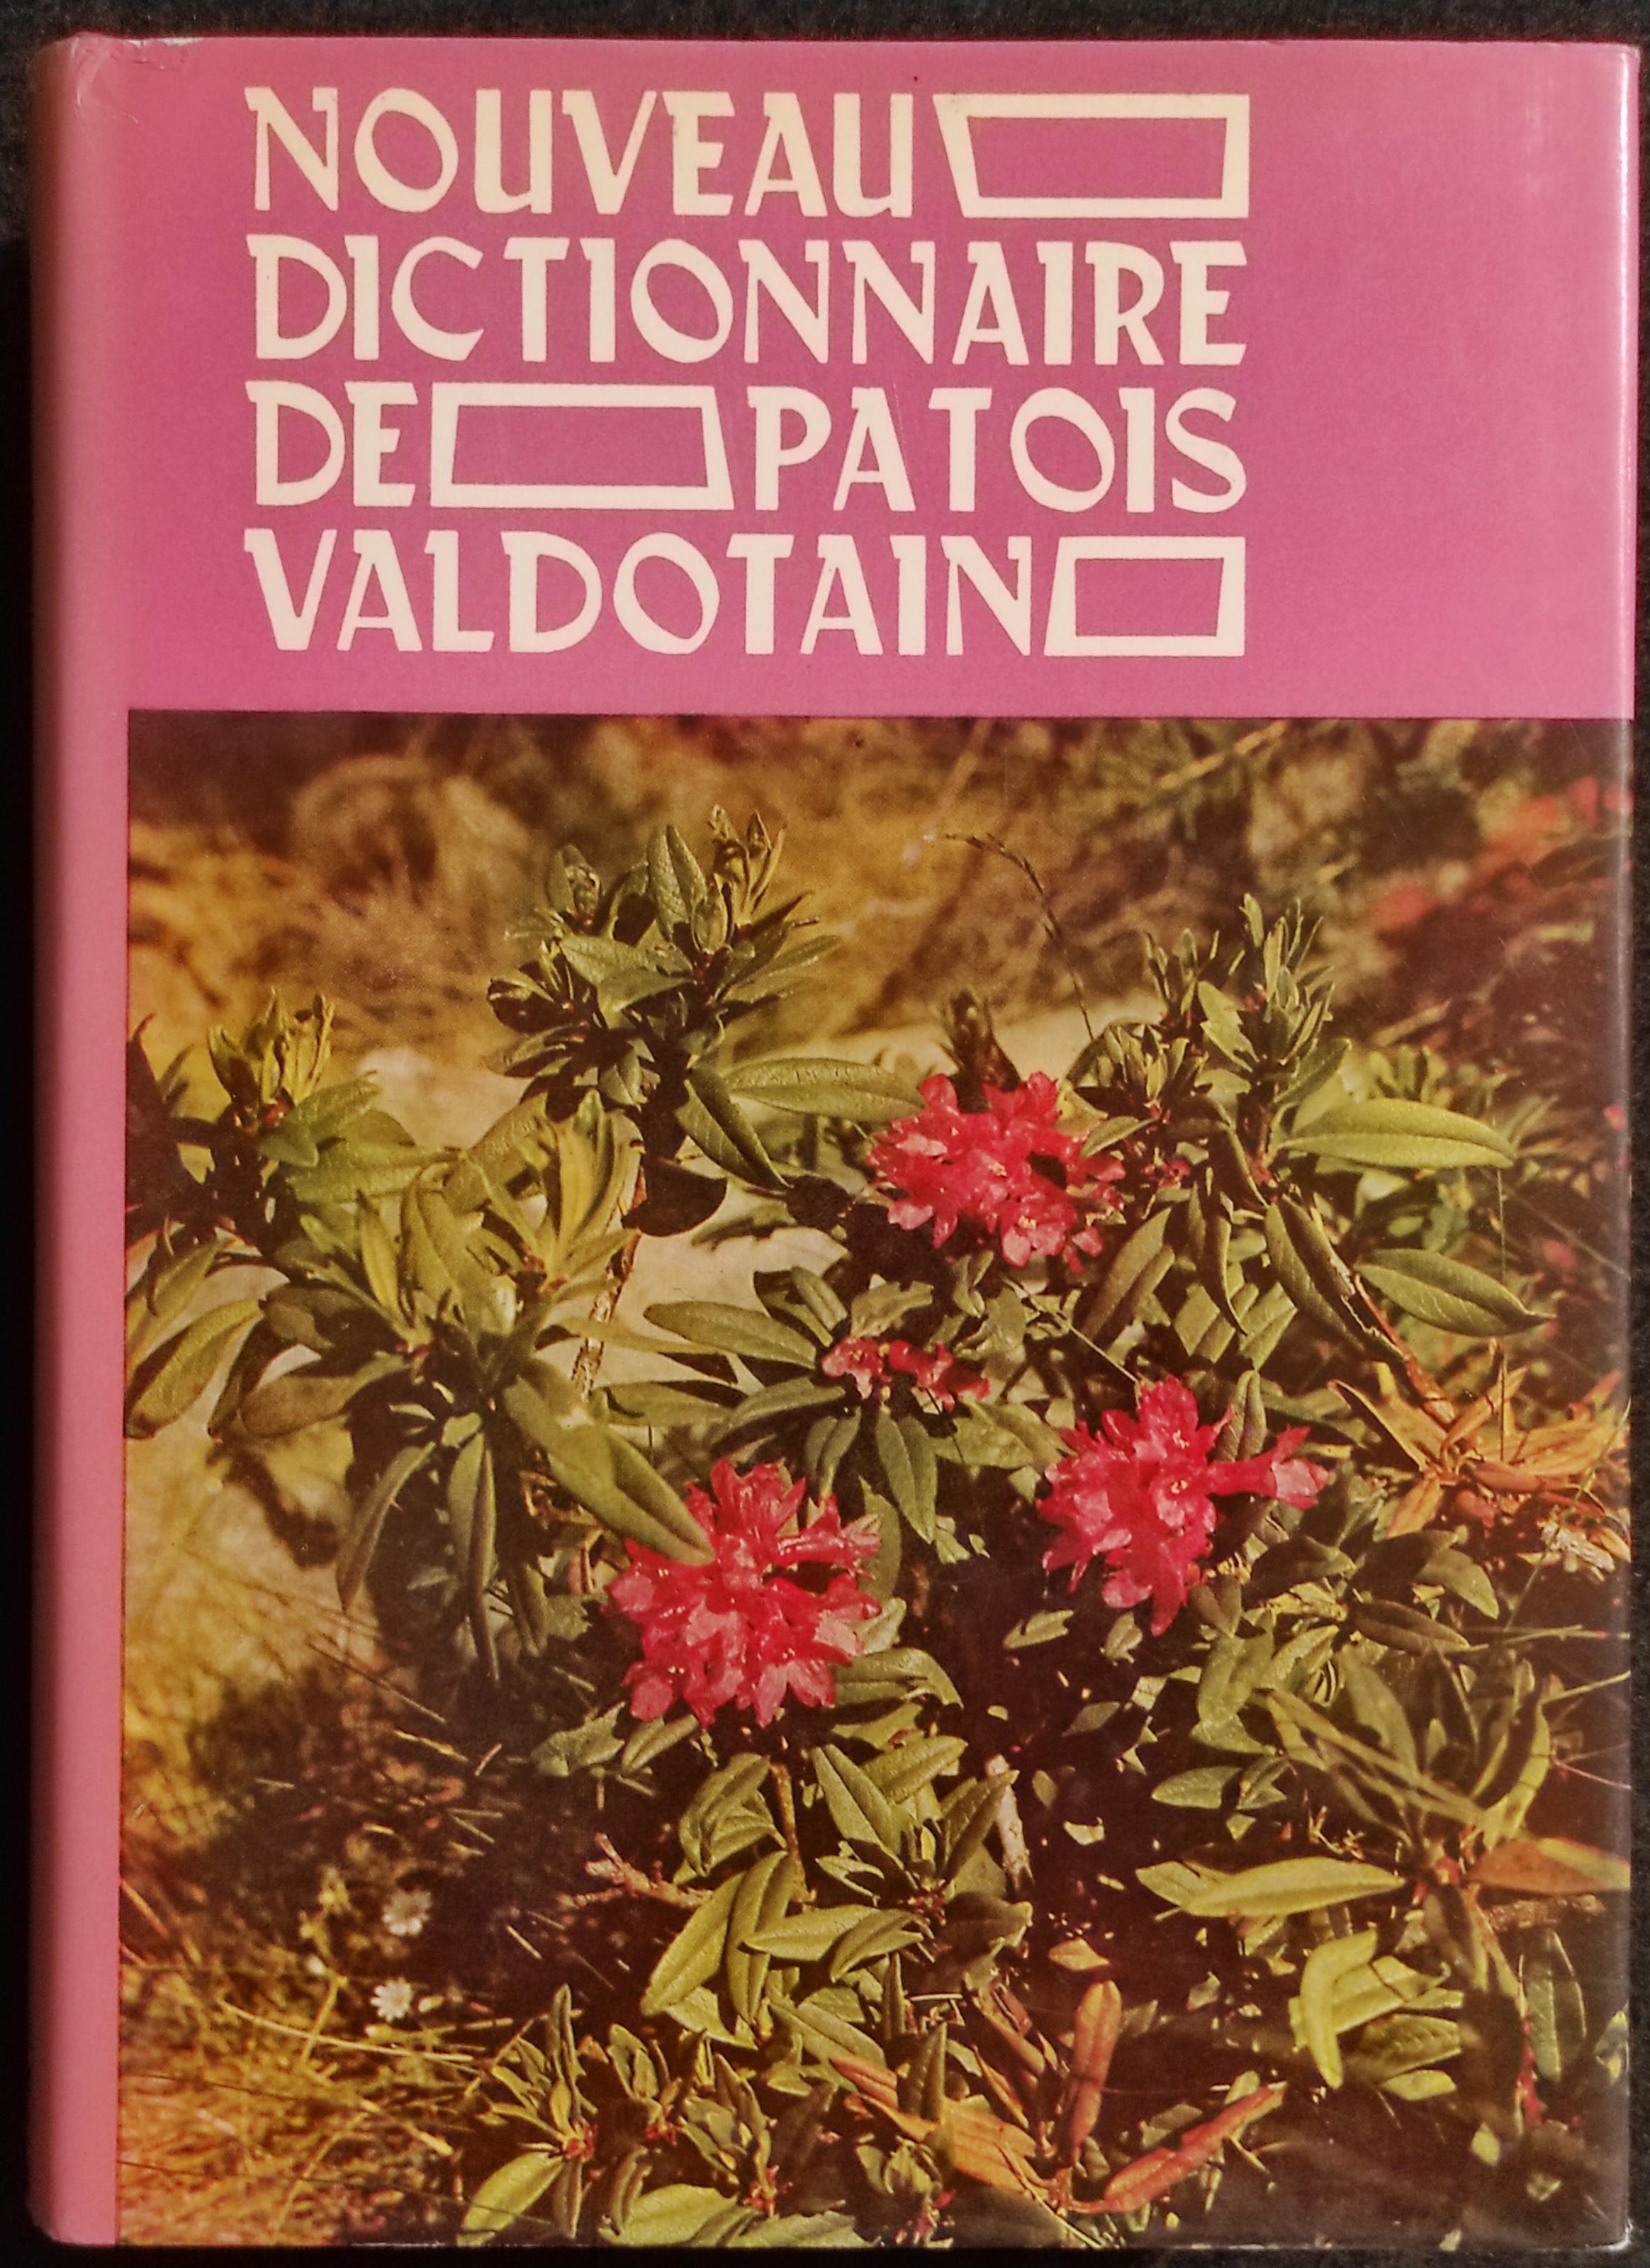 NOUVEAU
DICTIONNAIRE
DE PATOIS
VALDOTAIN